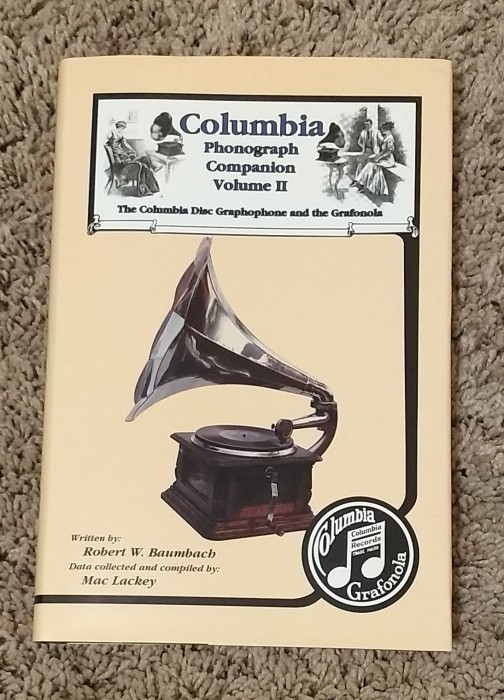 Columbia
Phonograph
Companion
Volume II
The Columbia Disc Graphophone and the Grafonola
Written by:
Robert W. Baumbach
Data collected and compiled by:
Mac Lackey
Columbia
Columbia
Records
TRADE MARK
Grafonola